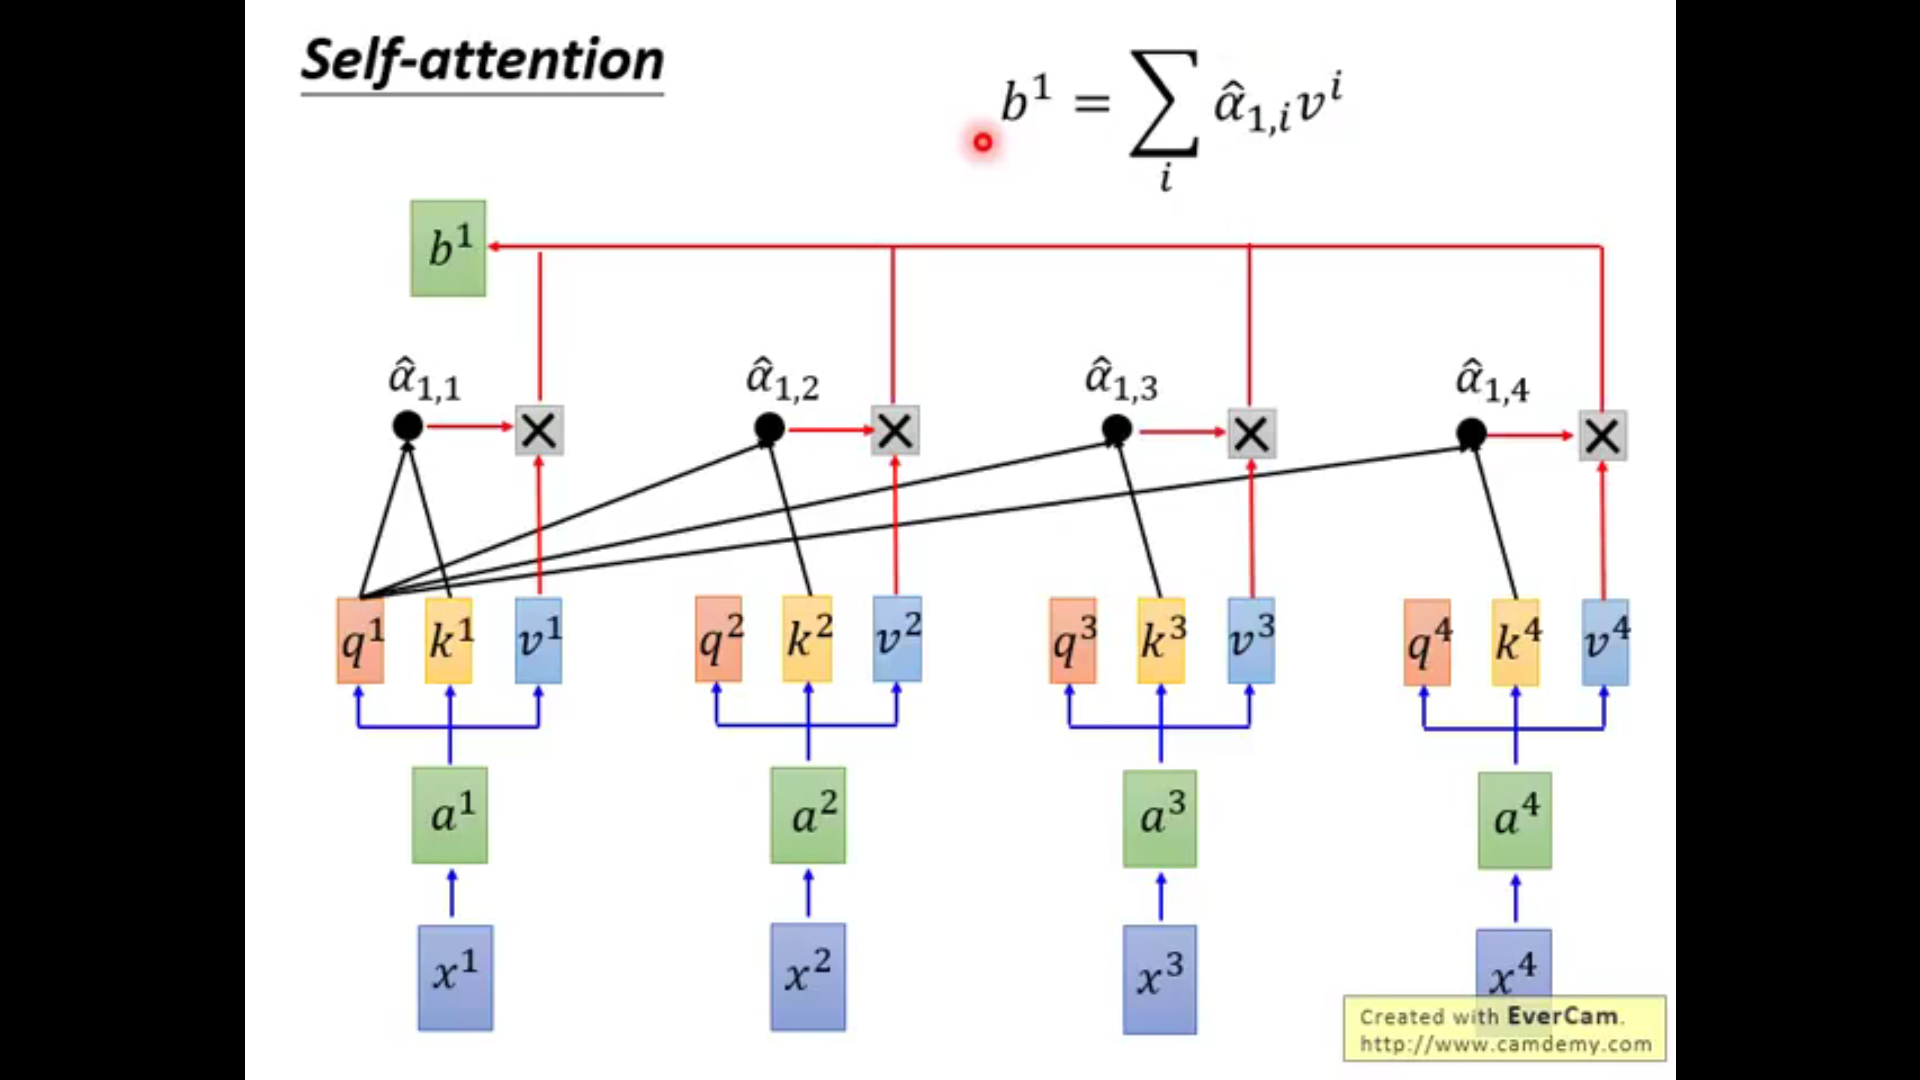 Self-attention
b¹ = ∑ᵢ α̂₁,ᵢvⁱ
b¹
α̂₁,₁ α̂₁,₂ α̂₁,₃ α̂₁,₄
q¹ k¹ v¹ q² k² v² q³ k³ v³ q⁴ k⁴ v⁴
a¹ a² a³ a⁴
x¹ x² x³ x⁴
Created with EverCam.
http://www.camdemy.com